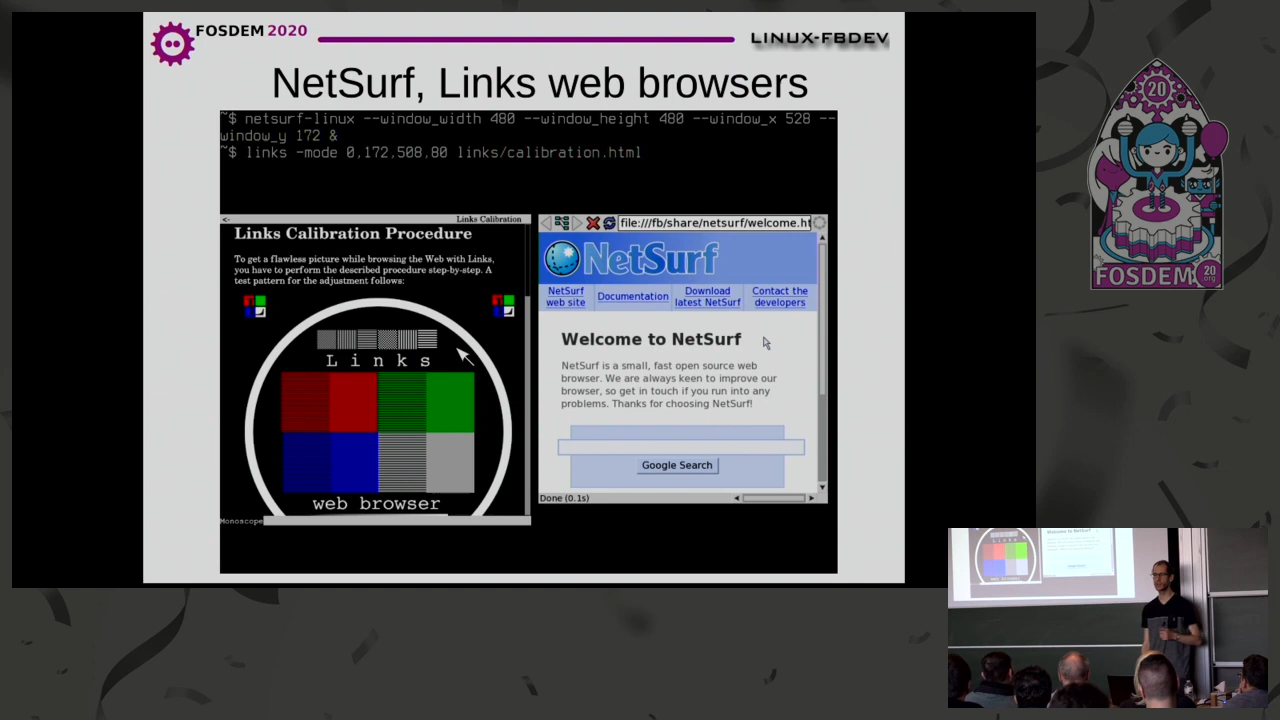 FOSDEM 2020
LINUX-FBDEV
NetSurf, Links web browsers
~$ netsurf-linux --window_width 480 --window_height 480 --window_x 528 --
window_y 172 &
~$ links -mode 0,172,508,80 links/calibration.html
<-
Links Calibration
Links Calibration Procedure
To get a flawless picture while browsing the Web with Links,
you have to perform the described procedure step-by-step. A
test pattern for the adjustment follows:
Links
web browser
Monoscope
file:///fb/share/netsurf/welcome.ht
NetSurf
NetSurf web site
Documentation
Download latest NetSurf
Contact the developers
Welcome to NetSurf
NetSurf is a small, fast open source web
browser. We are always keen to improve our
browser, so get in touch if you run into any
problems. Thanks for choosing NetSurf!
Google Search
Done (0.1s)
20
FOSDEM
20
.org